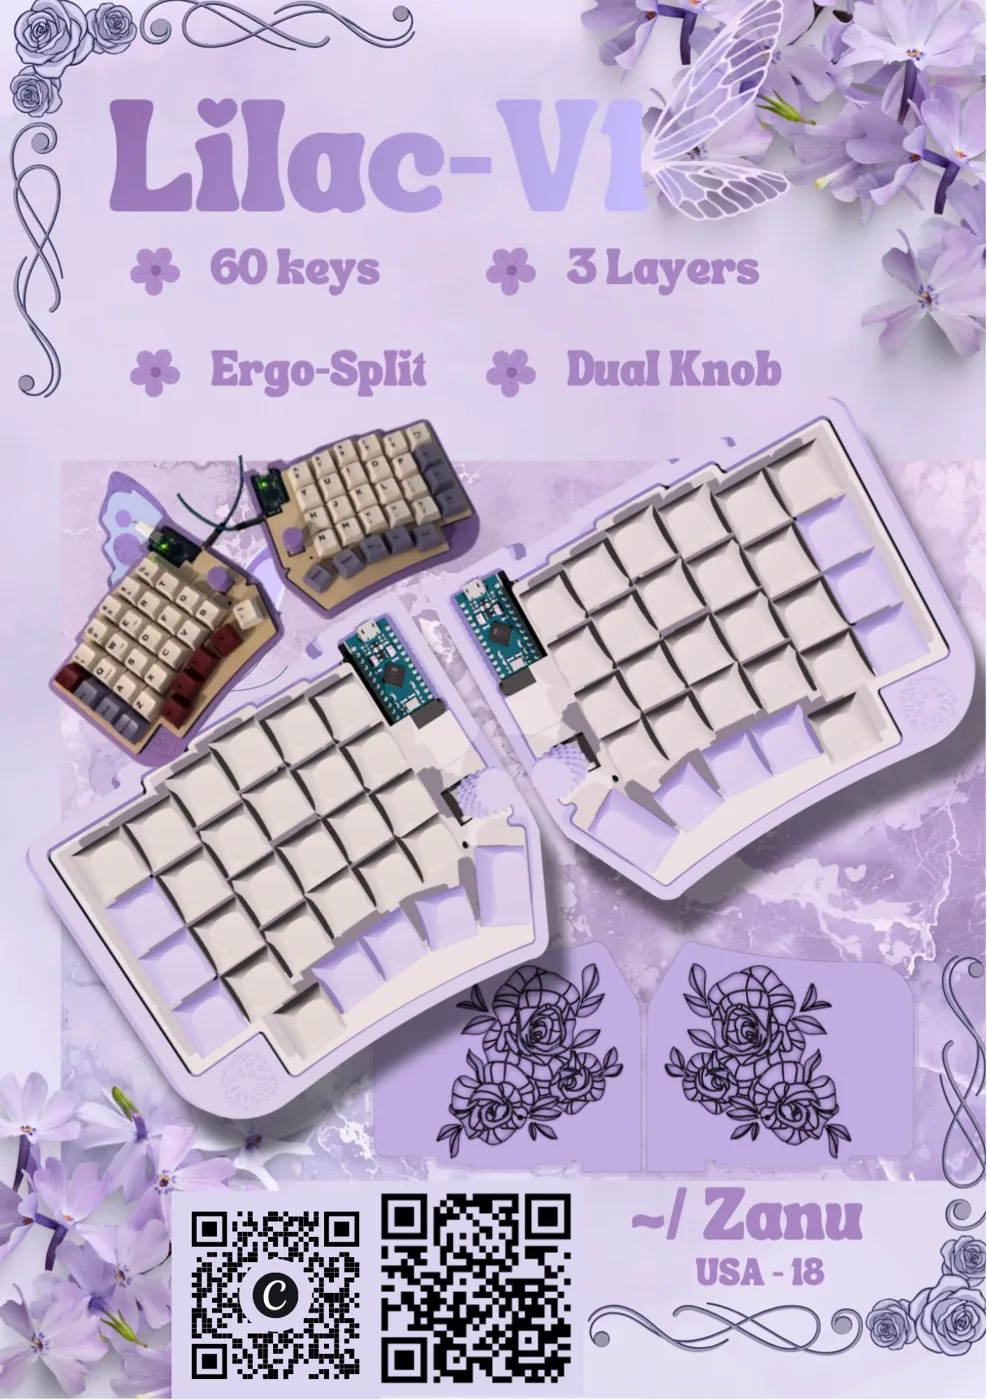 Lilac-V1
60 keys
3 Layers
Ergo-Split
Dual Knob
C
~/ Zanu
USA - 18